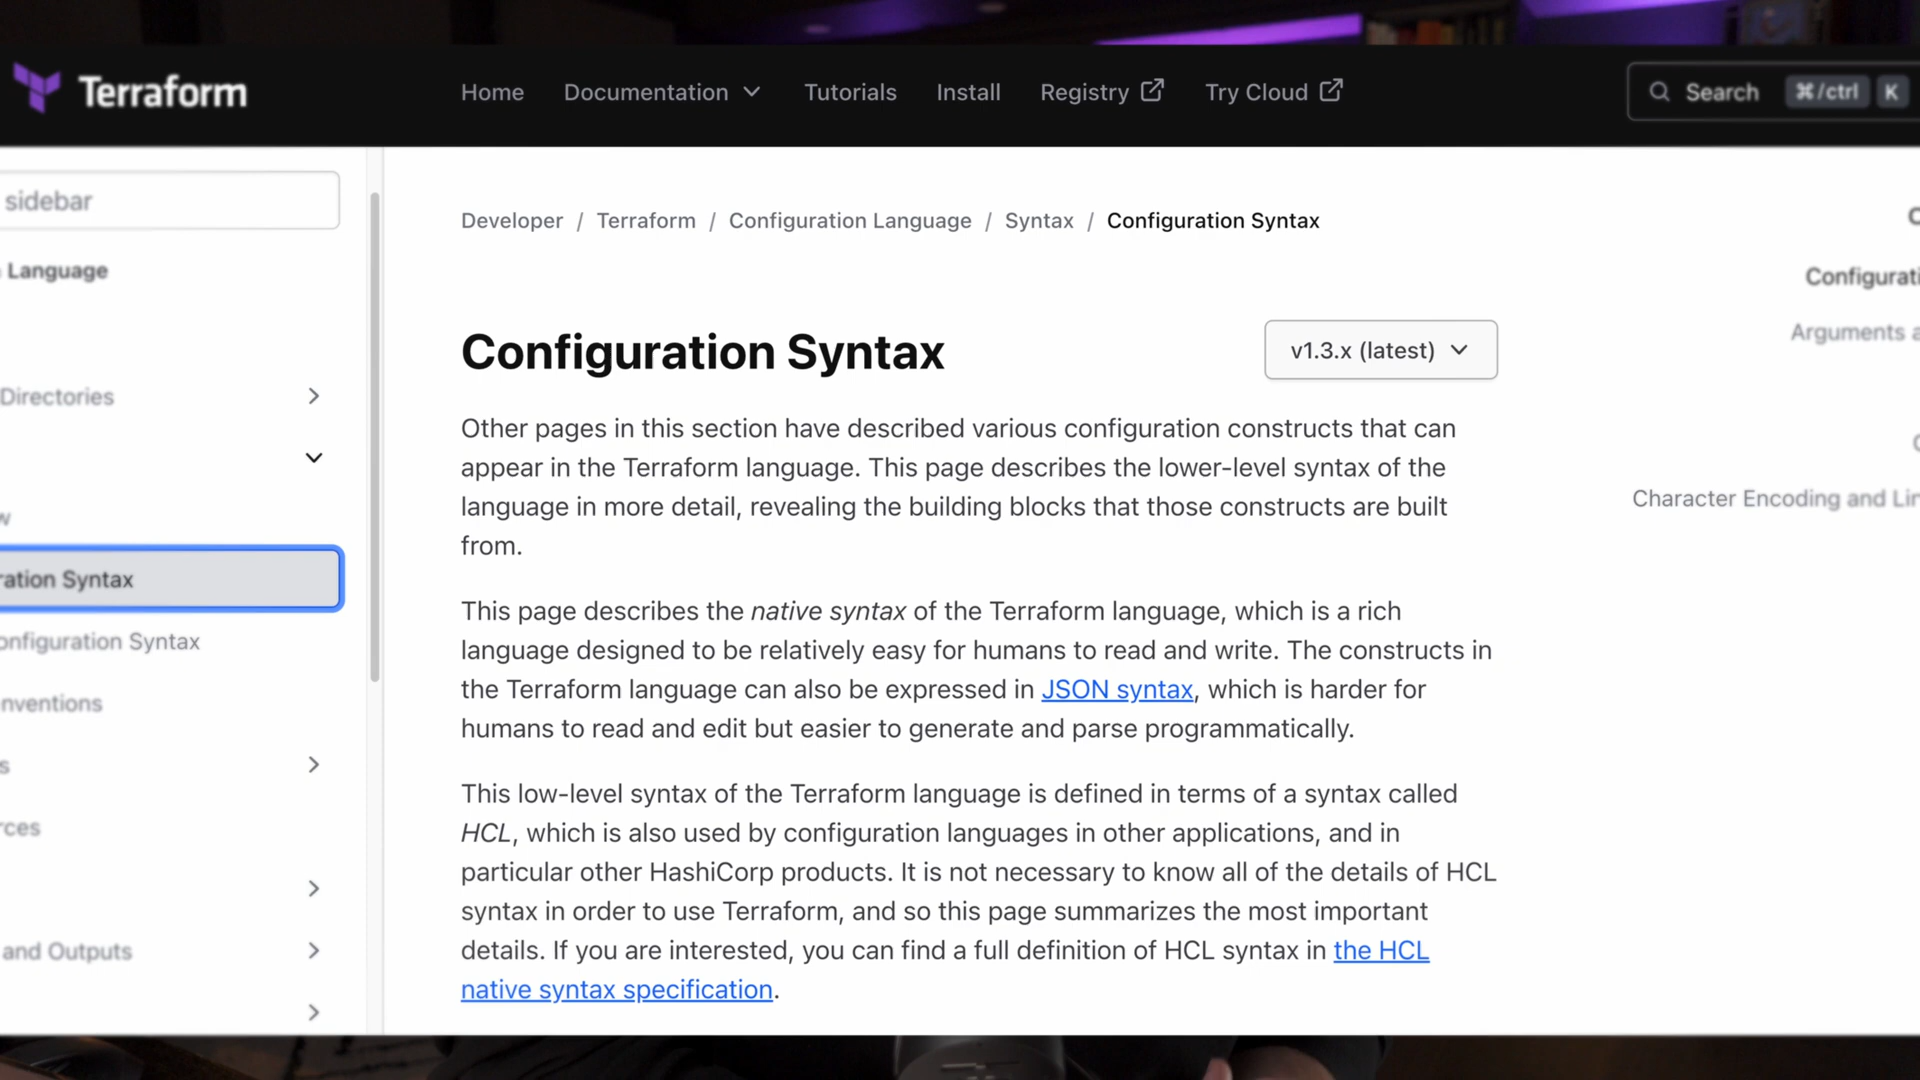 Terraform
Home Documentation Tutorials Install Registry Try Cloud
Search ⌘/ctrl K
sidebar
Language
Directories
ration Syntax
onfiguration Syntax
nventions
s
rces
and Outputs
Developer / Terraform / Configuration Language / Syntax / Configuration Syntax
Configuration Syntax
v1.3.x (latest)
Other pages in this section have described various configuration constructs that can
appear in the Terraform language. This page describes the lower-level syntax of the
language in more detail, revealing the building blocks that those constructs are built
from.
This page describes the native syntax of the Terraform language, which is a rich
language designed to be relatively easy for humans to read and write. The constructs in
the Terraform language can also be expressed in JSON syntax, which is harder for
humans to read and edit but easier to generate and parse programmatically.
This low-level syntax of the Terraform language is defined in terms of a syntax called
HCL, which is also used by configuration languages in other applications, and in
particular other HashiCorp products. It is not necessary to know all of the details of HCL
syntax in order to use Terraform, and so this page summarizes the most important
details. If you are interested, you can find a full definition of HCL syntax in the HCL
native syntax specification.
Configurati
Arguments a
Character Encoding and Lin